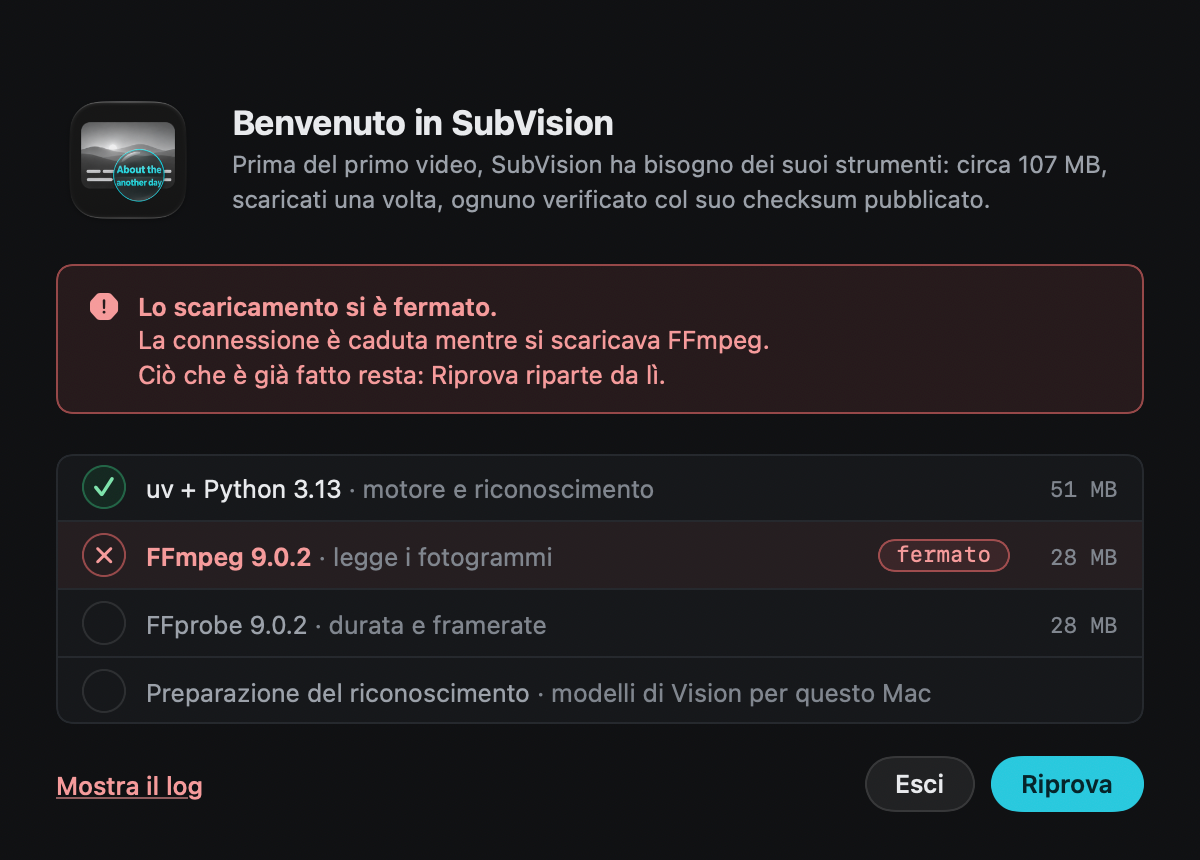 Benvenuto in SubVision
Prima del primo video, SubVision ha bisogno dei suoi strumenti: circa 107 MB,
scaricati una volta, ognuno verificato col suo checksum pubblicato.
About the
another day
Lo scaricamento si è fermato.
La connessione è caduta mentre si scaricava FFmpeg.
Ciò che è già fatto resta: Riprova riparte da lì.
uv + Python 3.13 · motore e riconoscimento 51 MB
FFmpeg 9.0.2 · legge i fotogrammi fermato 28 MB
FFprobe 9.0.2 · durata e framerate 28 MB
Preparazione del riconoscimento · modelli di Vision per questo Mac
Mostra il log Esci Riprova